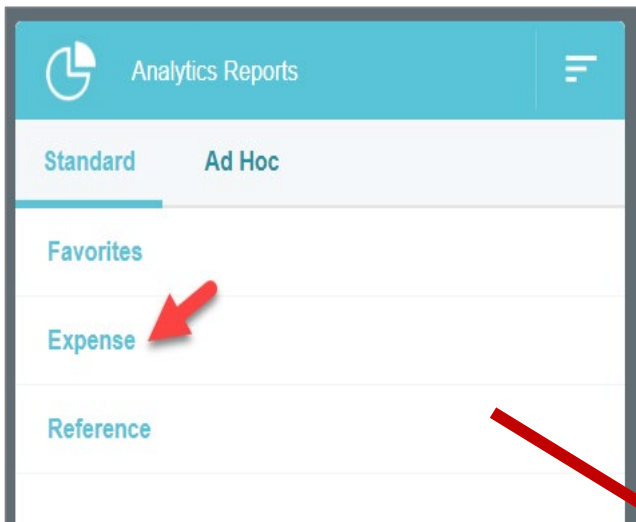 Analytics Reports
Standard Ad Hoc
Favorites
Expense
Reference